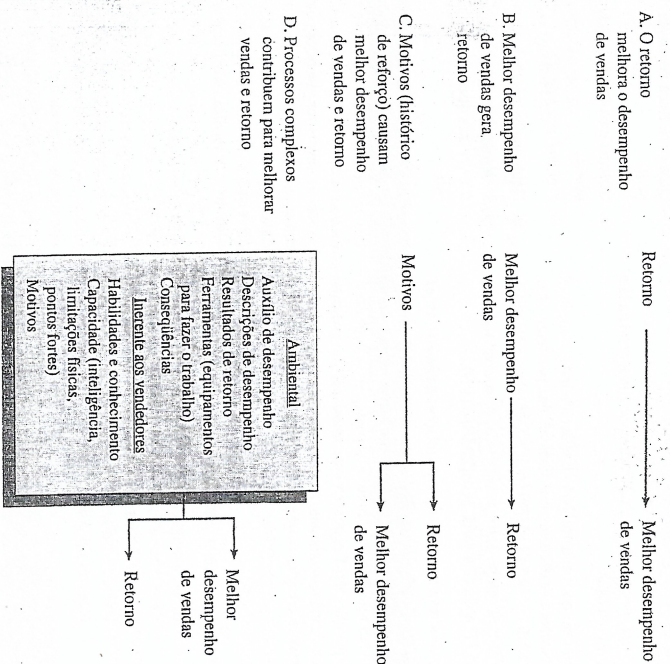 A. O retorno
melhora o desempenho
de vendas
Retorno
Melhor desempenho
de vendas
B. Melhor desempenho
de vendas gera
retorno
Melhor desempenho
de vendas
Retorno
C. Motivos (histórico
de reforço) causam
melhor desempenho
de vendas e retorno
Motivos
Retorno
Melhor desempenho
de vendas
D. Processos complexos
contribuem para melhorar
vendas e retorno
Ambiental
Auxílio de desempenho
Descrições de desempenho
Resultados de retorno
Ferramentas (equipamentos
para fazer o trabalho)
Conseqüências
Inerente aos vendedores
Habilidades e conhecimento
Capacidade (inteligência,
limitações físicas,
pontos fortes)
Motivos
Melhor
desempenho
de vendas
Retorno